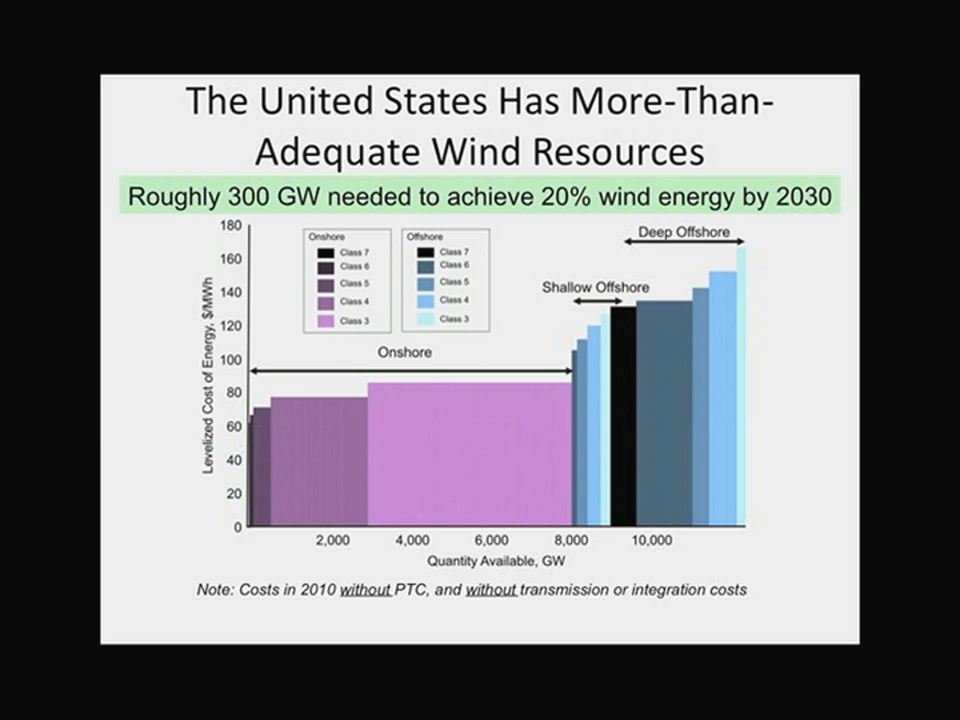 The United States Has More-Than-
Adequate Wind Resources
Roughly 300 GW needed to achieve 20% wind energy by 2030
Levelized Cost of Energy, $/MWh
180
160
140
120
100
80
60
40
20
0
Onshore
Class 7
Class 6
Class 5
Class 4
Class 3
Offshore
Class 7
Class 6
Class 5
Class 4
Class 3
Deep Offshore
Shallow Offshore
Onshore
2,000 4,000 6,000 8,000 10,000
Quantity Available, GW
Note: Costs in 2010 without PTC, and without transmission or integration costs